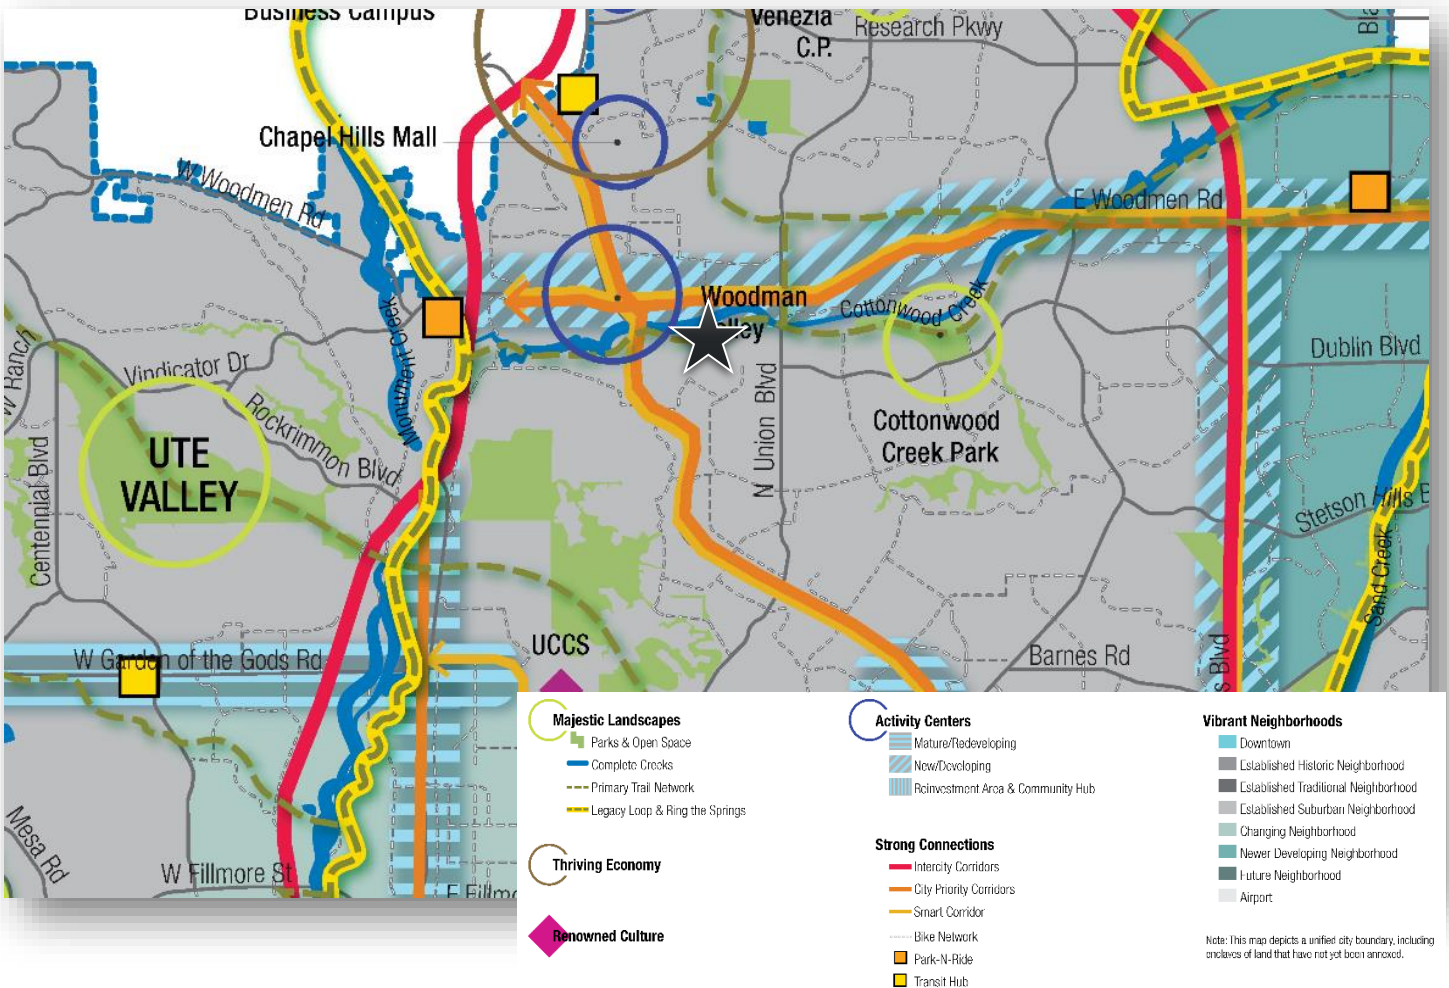 Business Campus
Venezia
C.P.
Research Pkwy
Chapel Hills Mall
W Woodmen Rd
E Woodmen Rd
Woodman
lley
Cottonwood Creek
Monument Creek
Dublin Blvd
Vindicator Dr
W Ranch
Rockrimmon Blvd
N Union Blvd
Cottonwood
Creek Park
UTE
VALLEY
Centennial Blvd
Stetson Hills B
Sand Creek
UCCS
Barnes Rd
W Garden of the Gods Rd
s Blvd
Mesa Rd
W Fillmore St
E Fillmo
Majestic Landscapes
Parks & Open Space
Complete Creeks
Primary Trail Network
Legacy Loop & Ring the Springs
Thriving Economy
Renowned Culture
Activity Centers
Mature/Redeveloping
New/Developing
Reinvestment Area & Community Hub
Strong Connections
Intercity Corridors
City Priority Corridors
Smart Corridor
Bike Network
Park-N-Ride
Transit Hub
Vibrant Neighborhoods
Downtown
Established Historic Neighborhood
Established Traditional Neighborhood
Established Suburban Neighborhood
Changing Neighborhood
Newer Developing Neighborhood
Future Neighborhood
Airport
Note: This map depicts a unified city boundary, including
enclaves of land that have not yet been annexed.